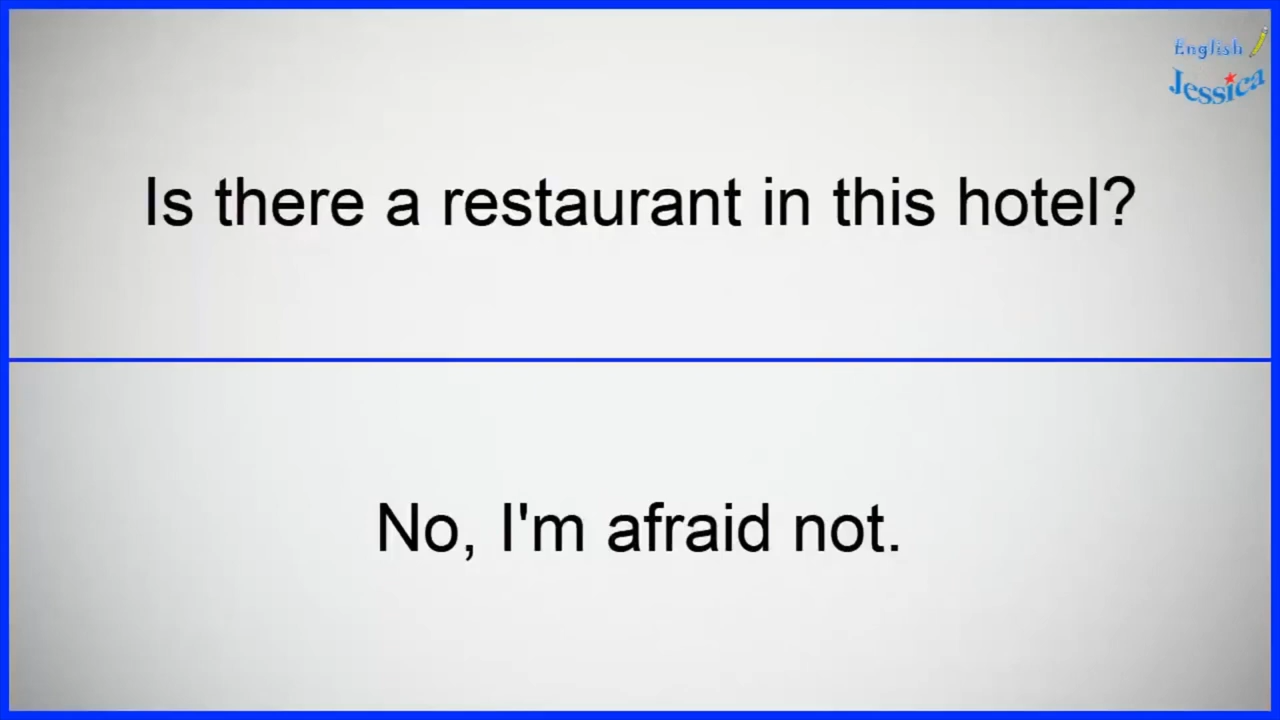 English
Jessica
Is there a restaurant in this hotel?
No, I'm afraid not.